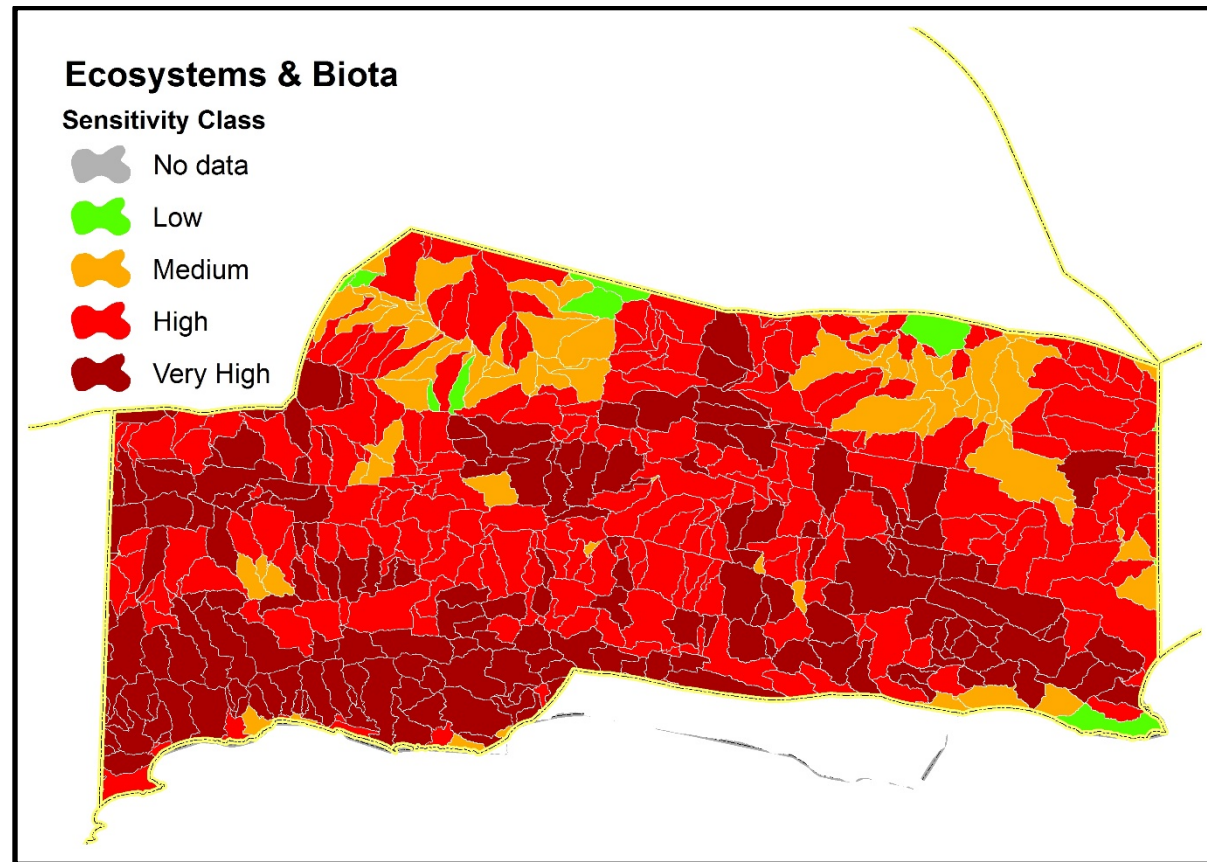 Ecosystems & Biota
Sensitivity Class
No data
Low
Medium
High
Very High